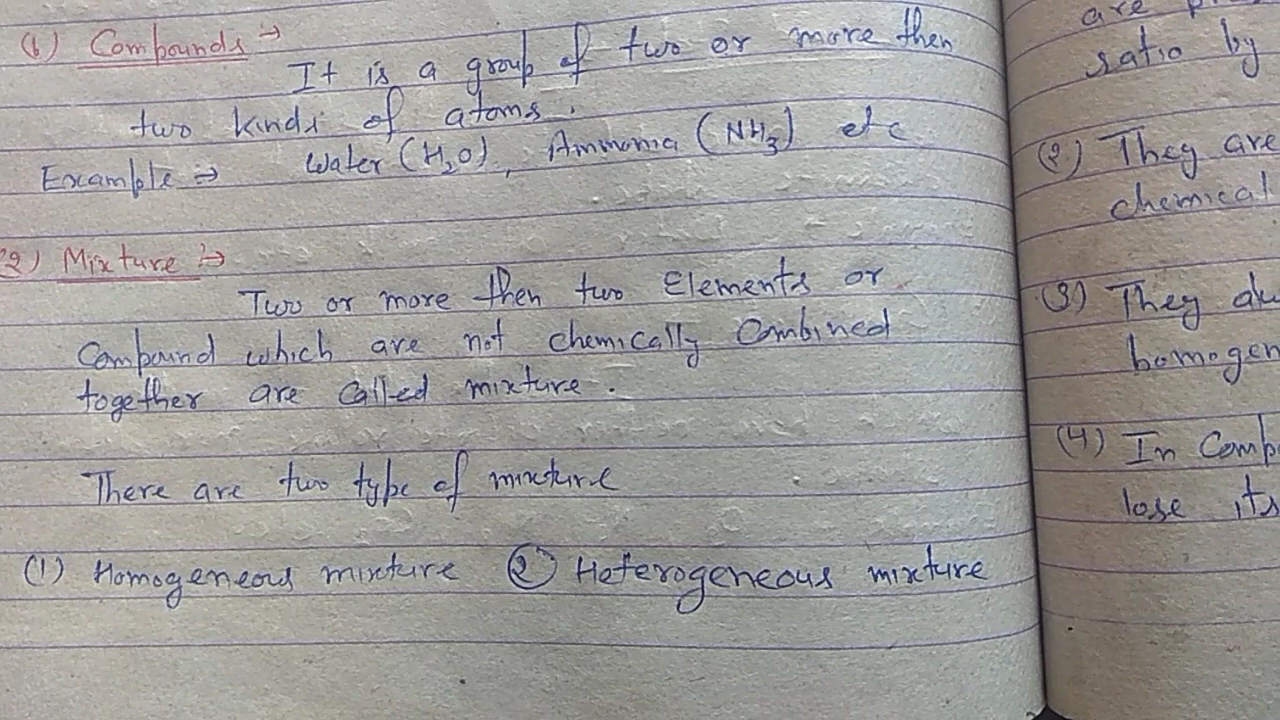 (b) Compounds →
It is a group of two or more then
two kinds of atoms.
Example ⇒ Water (H₂O), Ammonia (NH₃) etc
(2) Mixture :→
Two or more then two Elements or
Compound which are not chemically Combined
together are Called mixture.
There are two type of mixture
(1) Homogeneous mixture ② Heterogeneous mixture
are
ratio by
(2) They are
chemical
(3) They
homogen
(4) In Comp
lose its